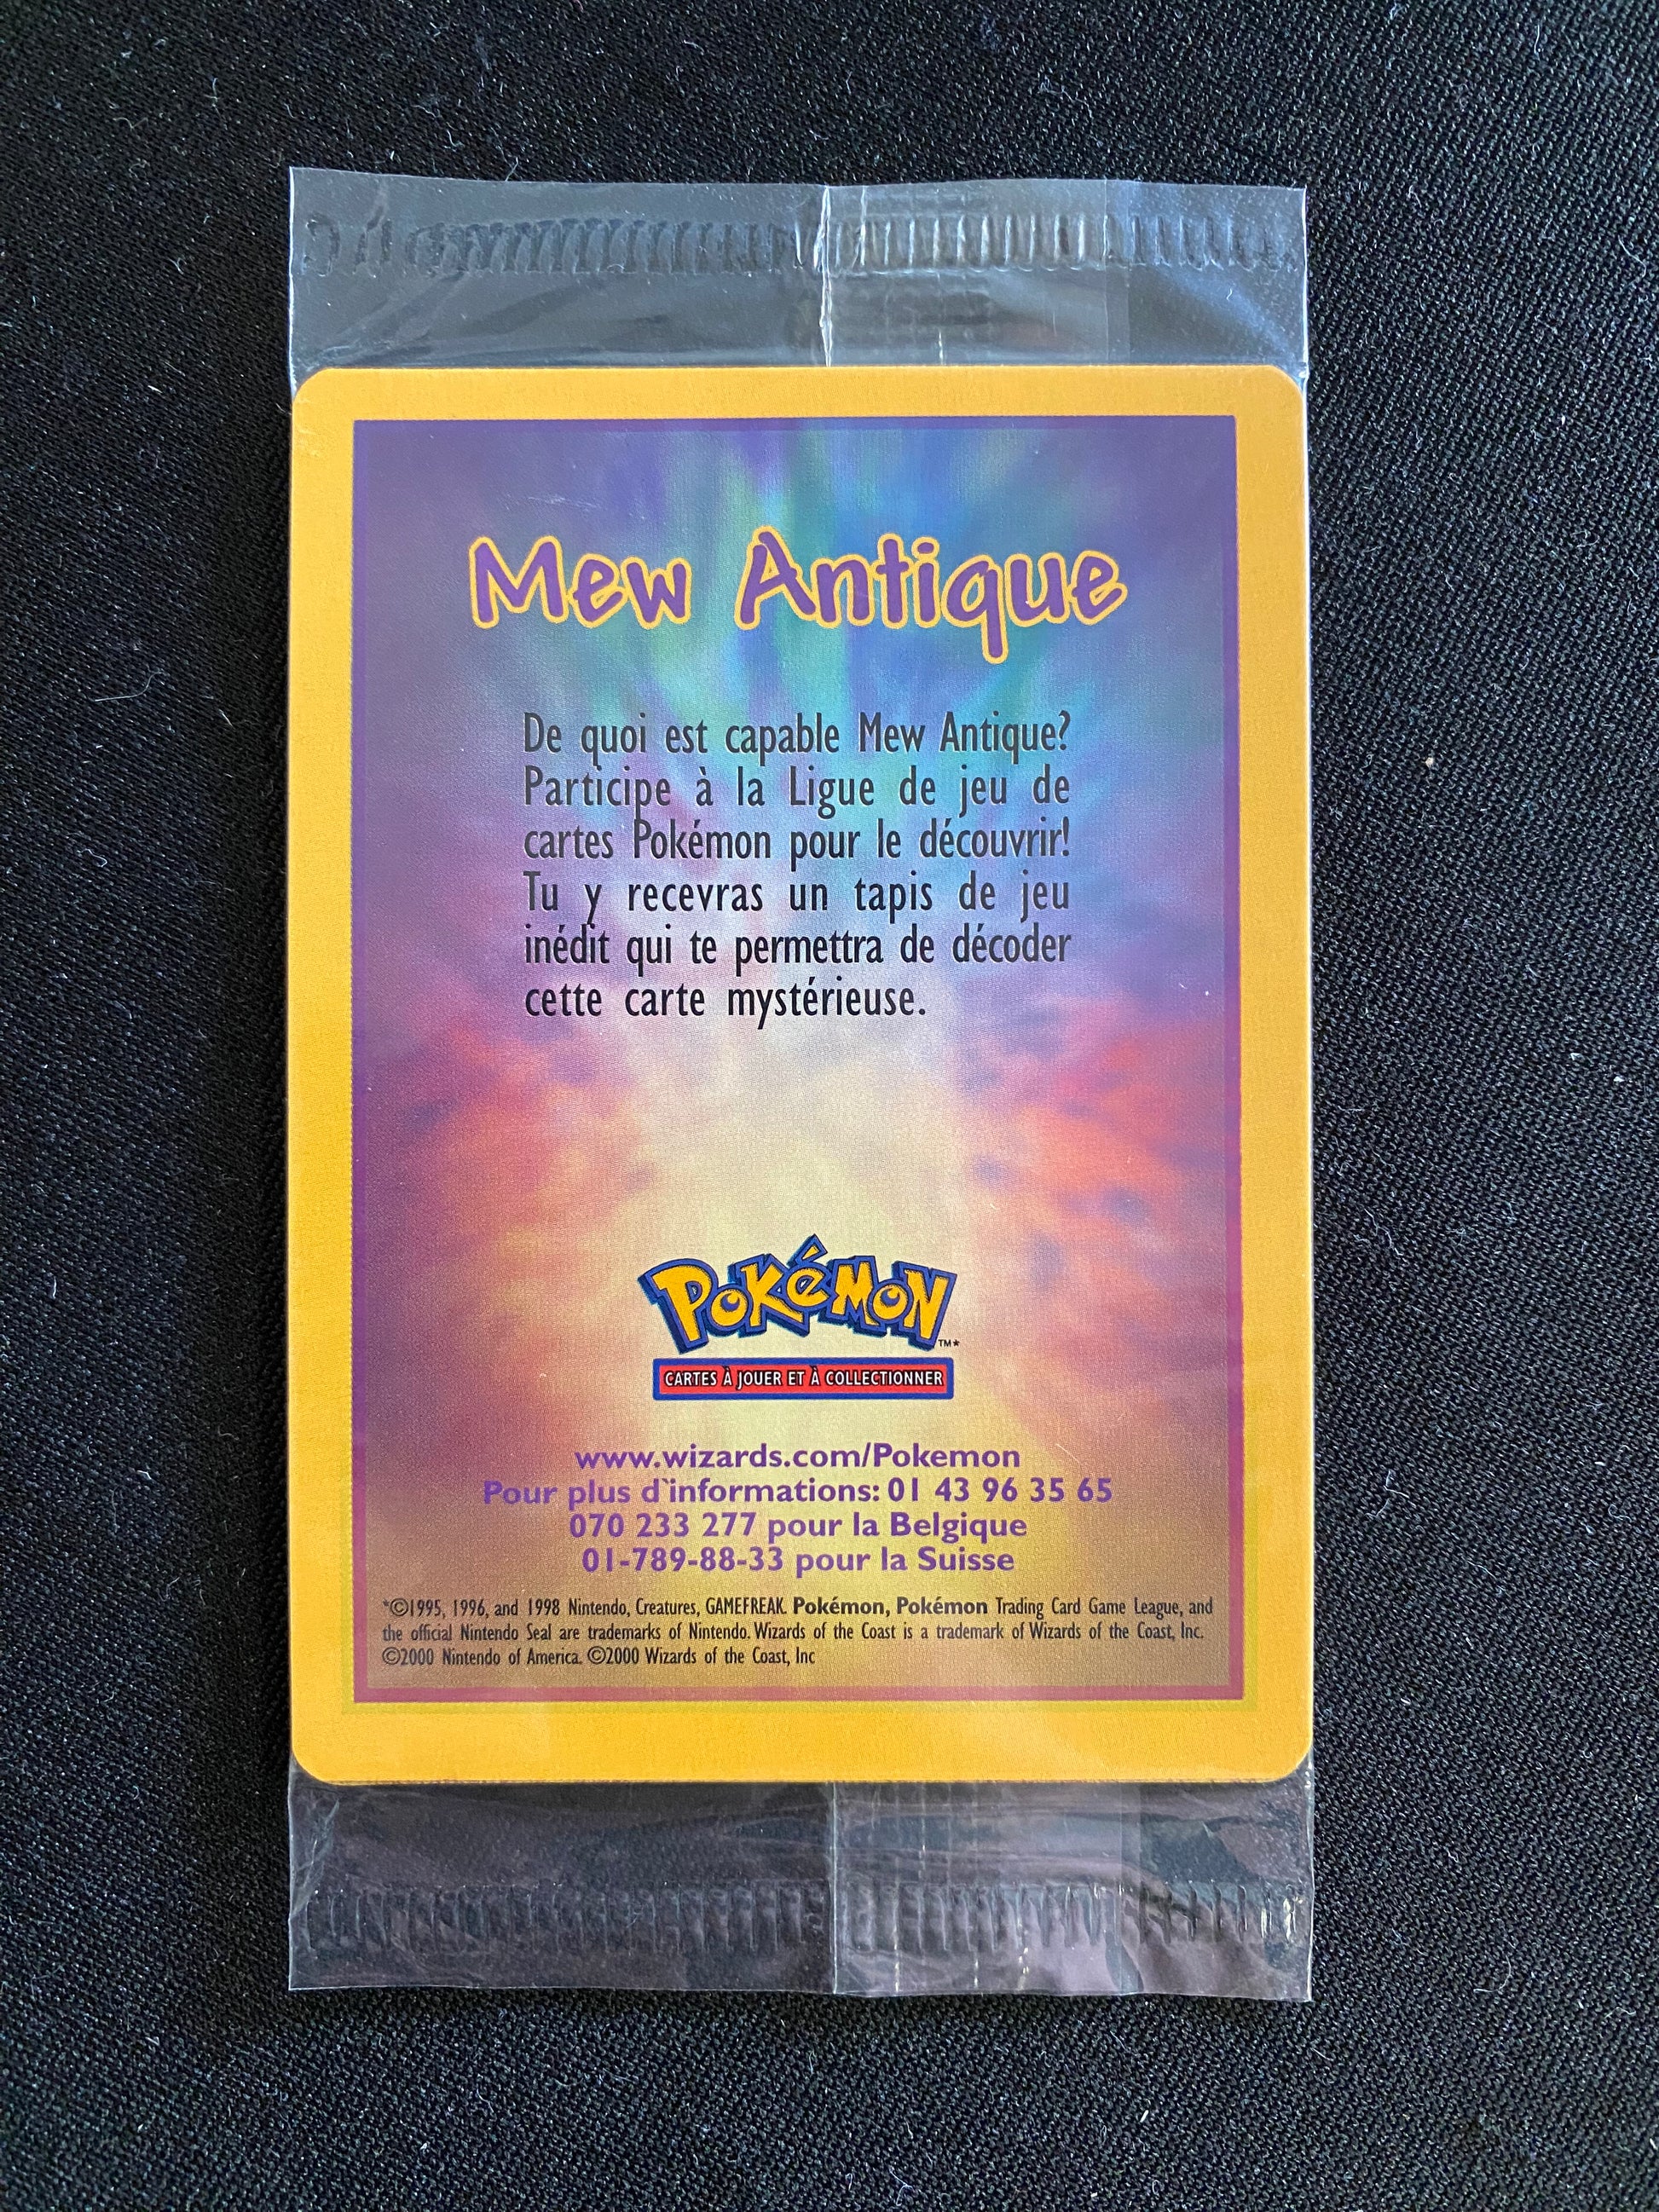 Mew Antique
De quoi est capable Mew Antique?
Participe à la Ligue de jeu de
cartes Pokémon pour le découvrir!
Tu y recevras un tapis de jeu
inédit qui te permettra de décoder
cette carte mystérieuse.
POKéMON ™*
CARTES À JOUER ET À COLLECTIONNER
www.wizards.com/Pokemon
Pour plus d`informations: 01 43 96 35 65
070 233 277 pour la Belgique
01-789-88-33 pour la Suisse
*©1995, 1996, and 1998 Nintendo, Creatures, GAMEFREAK. Pokémon, Pokémon Trading Card Game League, and
the official Nintendo Seal are trademarks of Nintendo. Wizards of the Coast is a trademark of Wizards of the Coast, Inc.
©2000 Nintendo of America. ©2000 Wizards of the Coast, Inc